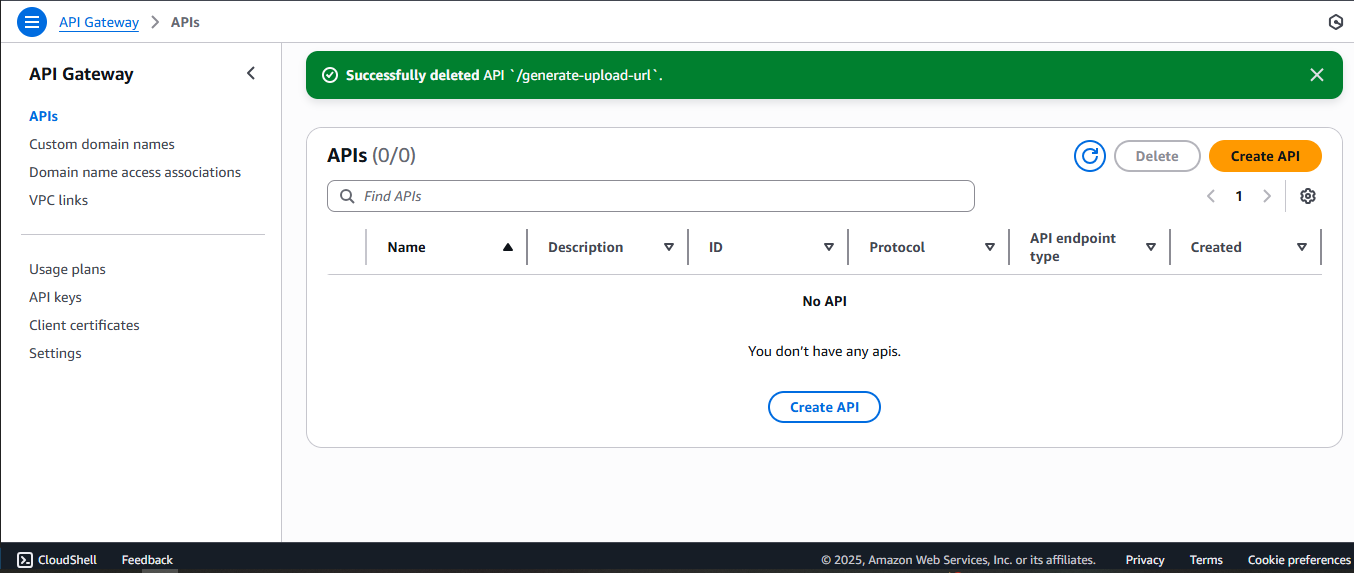 API Gateway > APIs
API Gateway
APIs
Custom domain names
Domain name access associations
VPC links
Usage plans
API keys
Client certificates
Settings
Successfully deleted API `/generate-upload-url`.
APIs (0/0)
Delete
Create API
Find APIs
1
Name
Description
ID
Protocol
API endpoint
type
Created
No API
You don’t have any apis.
Create API
CloudShell
Feedback
© 2025, Amazon Web Services, Inc. or its affiliates.
Privacy
Terms
Cookie preferences